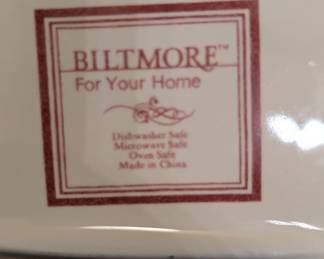 BILTMORE™
For Your Home
Dishwasher Safe
Microwave Safe
Oven Safe
Made in China